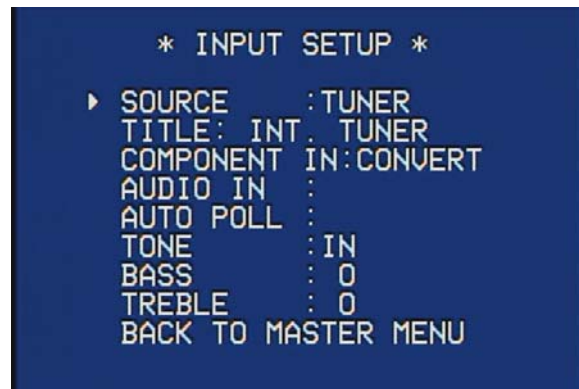 * INPUT SETUP *
SOURCE :TUNER
TITLE: INT. TUNER
COMPONENT IN:CONVERT
AUDIO IN :
AUTO POLL :
TONE :IN
BASS : 0
TREBLE : 0
BACK TO MASTER MENU